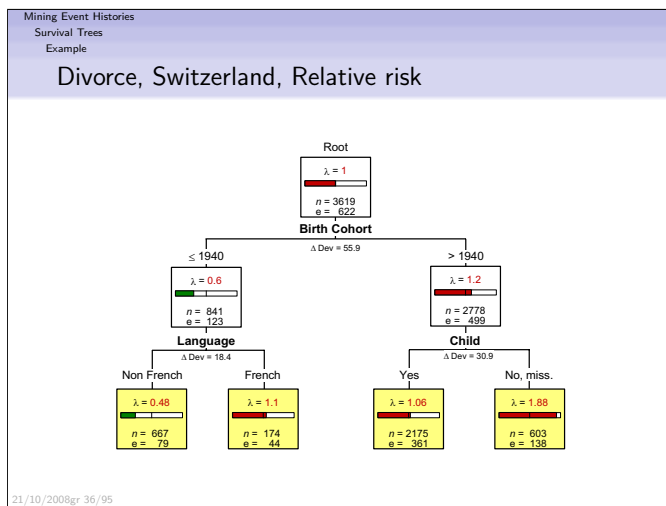 Mining Event Histories
Survival Trees
Example
Divorce, Switzerland, Relative risk
Root
λ = 1
n = 3619
e = 622
Birth Cohort
Δ Dev = 55.9
≤ 1940
> 1940
λ = 0.6
n = 841
e = 123
Language
Δ Dev = 18.4
λ = 1.2
n = 2778
e = 499
Child
Δ Dev = 30.9
Non French
French
Yes
No, miss.
λ = 0.48
n = 667
e = 79
λ = 1.1
n = 174
e = 44
λ = 1.06
n = 2175
e = 361
λ = 1.88
n = 603
e = 138
21/10/2008gr 36/95